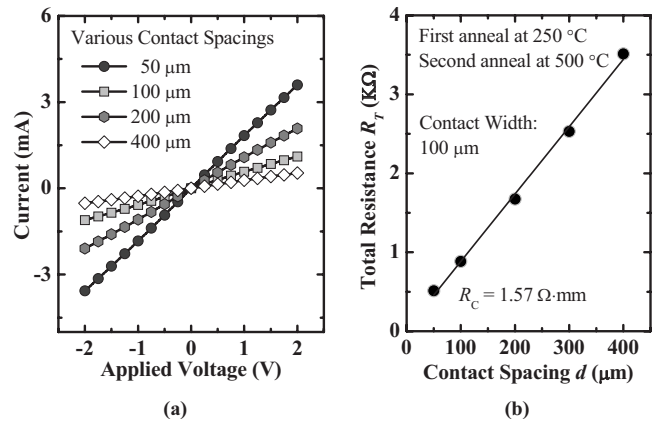 (a)
Various Contact Spacings
50 μm
100 μm
200 μm
400 μm
Current (mA)
3
0
-3
-2 -1 0 1 2
Applied Voltage (V)
(a)
(b)
First anneal at 250 °C
Second anneal at 500 °C
Contact Width:
100 μm
R_C = 1.57 Ω·mm
Total Resistance R_T (KΩ)
4
3
2
1
0
0 100 200 300 400
Contact Spacing d (μm)
(b)